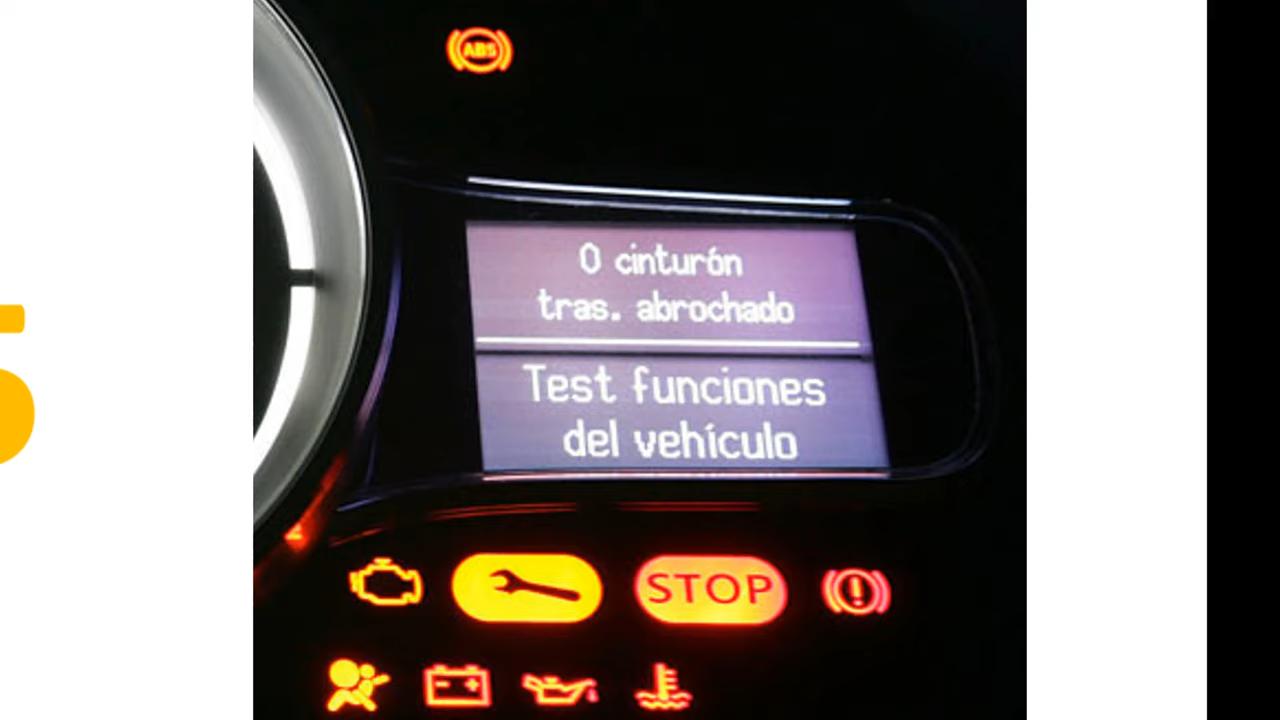 ABS
0 cinturón
tras. abrochado
Test funciones
del vehículo
STOP